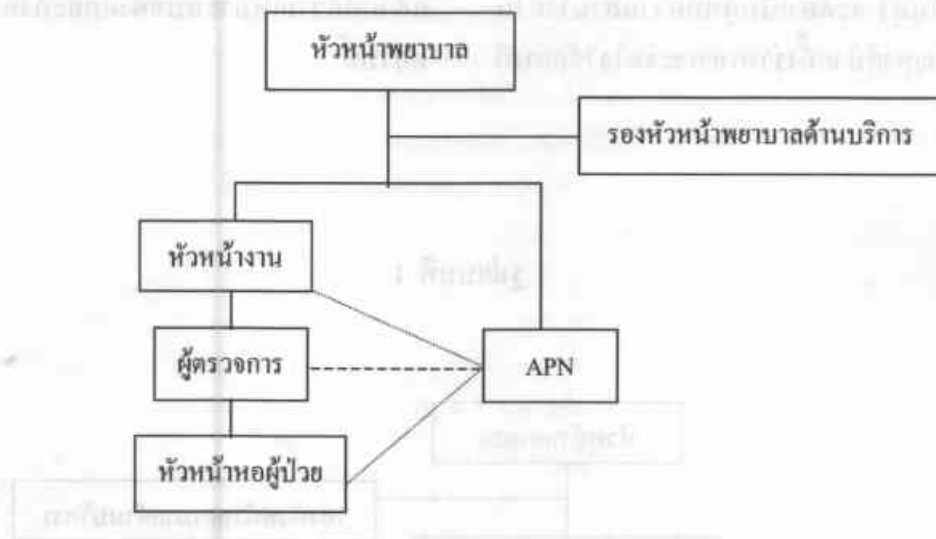 หัวหน้าพยาบาล
รองหัวหน้าพยาบาลด้านบริการ
หัวหน้างาน
ผู้ตรวจการ
APN
หัวหน้าหอผู้ป่วย